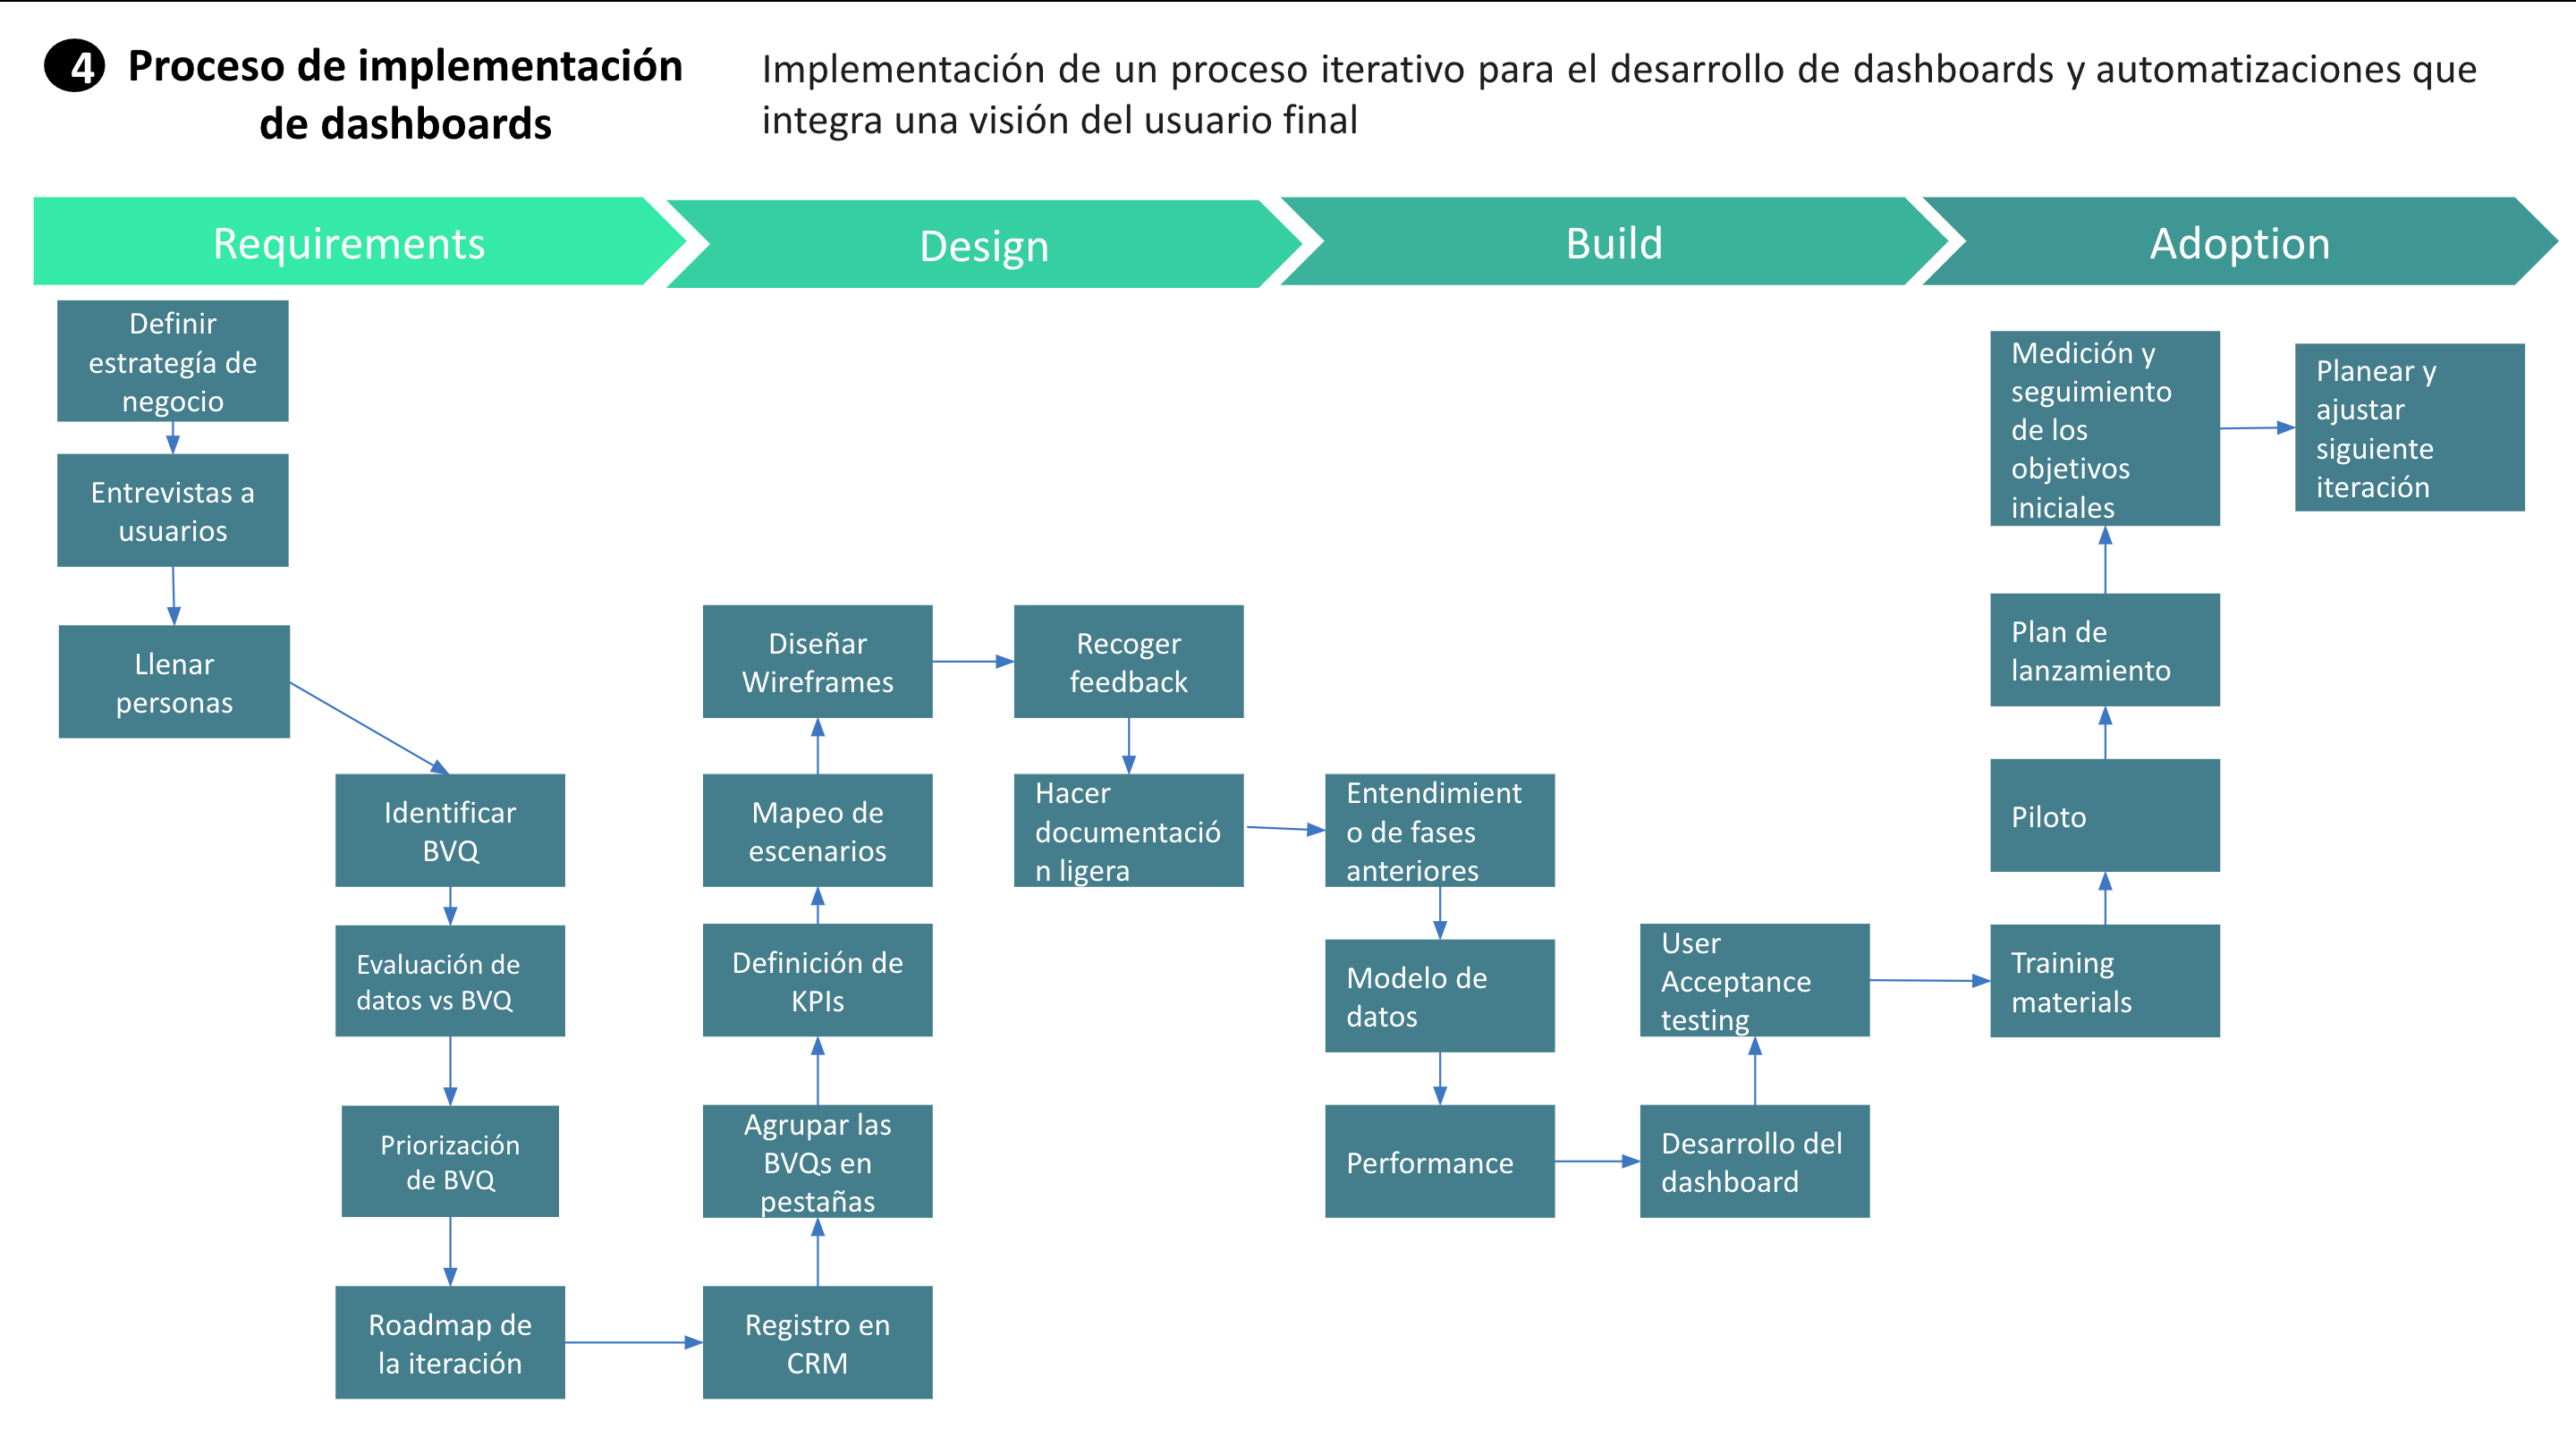 4
Proceso de implementación
de dashboards
Implementación de un proceso iterativo para el desarrollo de dashboards y automatizaciones que
integra una visión del usuario final
Requirements
Design
Build
Adoption
Definir
estrategía de
negocio
Entrevistas a
usuarios
Llenar
personas
Identificar
BVQ
Evaluación de
datos vs BVQ
Priorización
de BVQ
Roadmap de
la iteración
Registro en
CRM
Agrupar las
BVQs en
pestañas
Definición de
KPIs
Mapeo de
escenarios
Diseñar
Wireframes
Recoger
feedback
Hacer
documentació
n ligera
Entendimient
o de fases
anteriores
Modelo de
datos
Performance
Desarrollo del
dashboard
User
Acceptance
testing
Training
materials
Piloto
Plan de
lanzamiento
Medición y
seguimiento
de los
objetivos
iniciales
Planear y
ajustar
siguiente
iteración